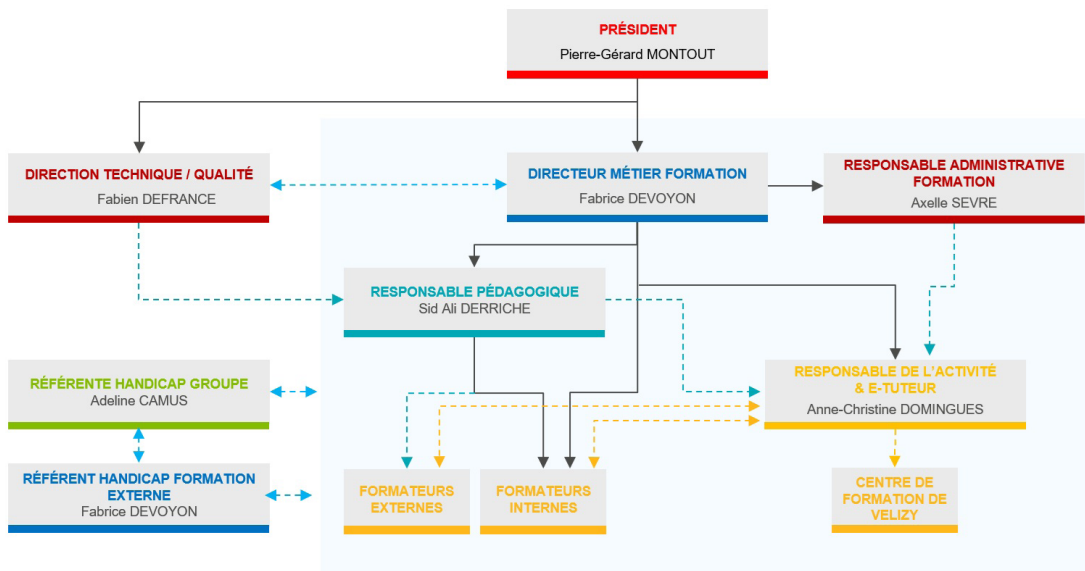 PRÉSIDENT
Pierre-Gérard MONTOUT
DIRECTION TECHNIQUE / QUALITÉ
Fabien DEFRANCE
DIRECTEUR MÉTIER FORMATION
Fabrice DEVOYON
RESPONSABLE ADMINISTRATIVE
FORMATION
Axelle SEVRE
RESPONSABLE PÉDAGOGIQUE
Sid Ali DERRICHE
RÉFÉRENTE HANDICAP GROUPE
Adeline CAMUS
RESPONSABLE DE L'ACTIVITÉ
& E-TUTEUR
Anne-Christine DOMINGUES
RÉFÉRENT HANDICAP FORMATION
EXTERNE
Fabrice DEVOYON
FORMATEURS
EXTERNES
FORMATEURS
INTERNES
CENTRE DE
FORMATION DE
VELIZY